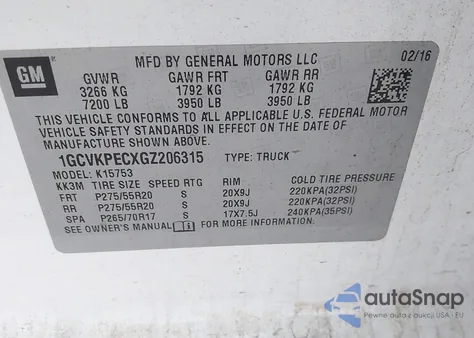 GM
MFD BY GENERAL MOTORS LLC 02/16
GVWR GAWR FRT GAWR RR
3266 KG 1792 KG 1792 KG
7200 LB 3950 LB 3950 LB
THIS VEHICLE CONFORMS TO ALL APPLICABLE U.S. FEDERAL MOTOR
VEHICLE SAFETY STANDARDS IN EFFECT ON THE DATE OF
MANUFACTURE SHOWN ABOVE.
1GCVKPECXGZ206315 TYPE: TRUCK
MODEL: K15753
KK3M TIRE SIZE SPEED RTG RIM COLD TIRE PRESSURE
FRT P275/55R20 S 20X9J 220KPA(32PSI)
RR P275/55R20 S 20X9J 220KPA(32PSI)
SPA P265/70R17 S 17X7.5J 240KPA(35PSI)
SEE OWNER'S MANUAL
autoSnap
Pewne auta z USA - EU